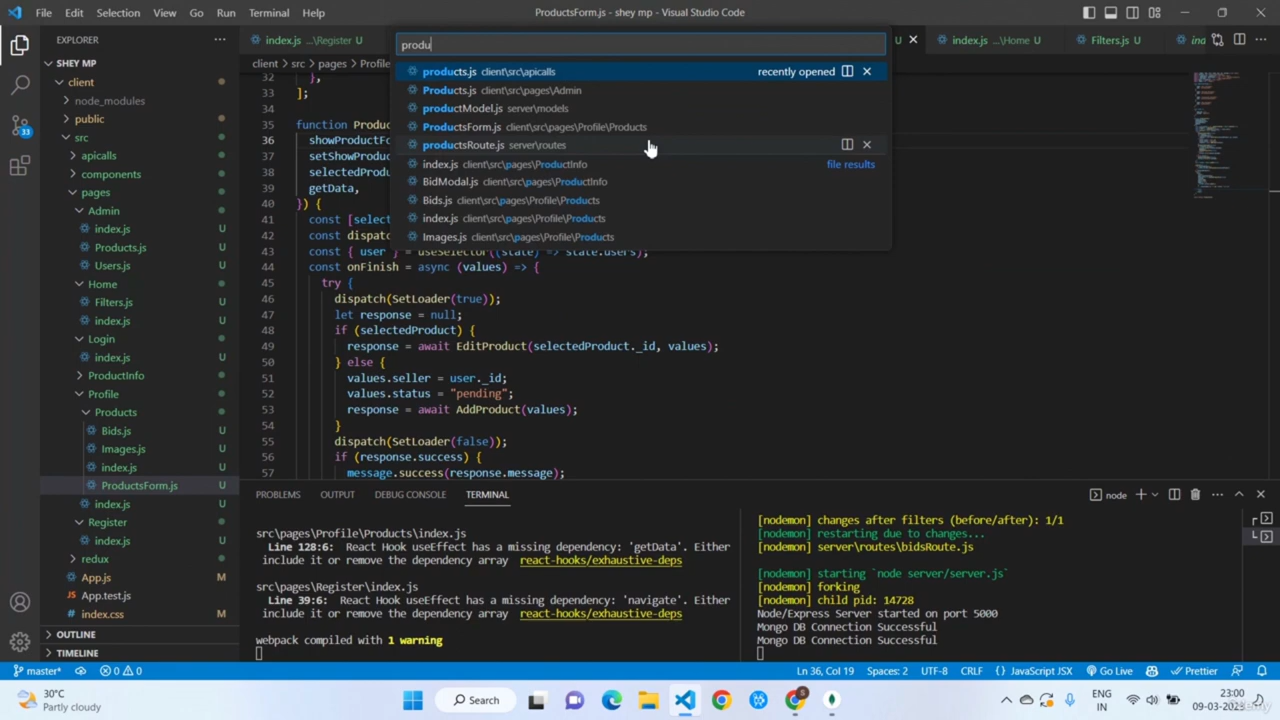 File Edit Selection View Go Run Terminal Help
ProductsForm.js - shey mp - Visual Studio Code
EXPLORER
SHEY MP
client
node_modules
public
src
apicalls
components
pages
Admin
index.js U
Products.js U
Users.js U
Home
Filters.js U
index.js U
Login
index.js U
ProductInfo
Profile
Products
Bids.js U
Images.js U
index.js U
ProductsForm.js U
index.js U
Register
index.js U
redux
App.js M
App.test.js
index.css M
OUTLINE
TIMELINE
index.js ...\Register U
U
index.js ...\Home U
Filters.js U
client > src > pages > Profile
produ
products.js client\src\apicalls recently opened
Products.js client\src\pages\Admin
productModel.js server\models
ProductsForm.js client\src\pages\Profile\Products
productsRoute.js server\routes
index.js client\src\pages\ProductInfo file results
BidModal.js client\src\pages\ProductInfo
Bids.js client\src\pages\Profile\Products
index.js client\src\pages\Profile\Products
Images.js client\src\pages\Profile\Products
32 },
33 ];
34
35 function Produc
36 showProductFo
37 setShowProduc
38 selectedProdu
39 getData,
40 }) {
41 const [select
42 const dispatc
43 const { user } = useSelector((state) => state.users);
44 const onFinish = async (values) => {
45 try {
46 dispatch(SetLoader(true));
47 let response = null;
48 if (selectedProduct) {
49 response = await EditProduct(selectedProduct._id, values);
50 } else {
51 values.seller = user._id;
52 values.status = "pending";
53 response = await AddProduct(values);
54 }
55 dispatch(SetLoader(false));
56 if (response.success) {
57 message.success(response.message);
PROBLEMS OUTPUT DEBUG CONSOLE TERMINAL
node
src\pages\Profile\Products\index.js
Line 128:6: React Hook useEffect has a missing dependency: 'getData'. Either
include it or remove the dependency array react-hooks/exhaustive-deps
src\pages\Register\index.js
Line 39:6: React Hook useEffect has a missing dependency: 'navigate'. Either
include it or remove the dependency array react-hooks/exhaustive-deps
webpack compiled with 1 warning
[nodemon] changes after filters (before/after): 1/1
[nodemon] restarting due to changes...
[nodemon] server\routes\bidsRoute.js
[nodemon] starting `node server/server.js`
[nodemon] forking
[nodemon] child pid: 14728
Node/Express Server started on port 5000
Mongo DB Connection Successful
Mongo DB Connection Successful
33
master* 0 0
Ln 36, Col 19 Spaces: 2 UTF-8 CRLF JavaScript JSX Go Live Prettier
30°C
Partly cloudy
Search
ENG
IN
23:00
09-03-2023